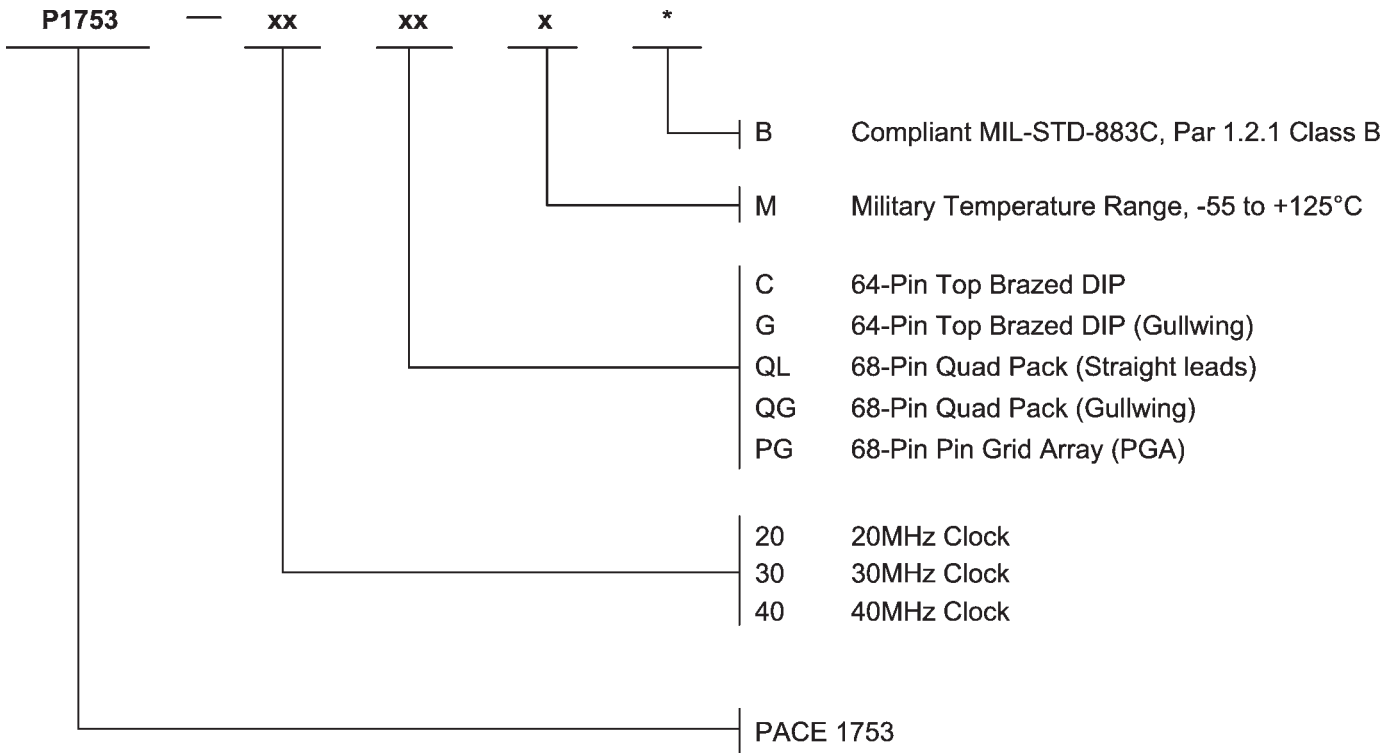 P1753 — xx xx x *
B Compliant MIL-STD-883C, Par 1.2.1 Class B
M Military Temperature Range, -55 to +125°C
C 64-Pin Top Brazed DIP
G 64-Pin Top Brazed DIP (Gullwing)
QL 68-Pin Quad Pack (Straight leads)
QG 68-Pin Quad Pack (Gullwing)
PG 68-Pin Pin Grid Array (PGA)
20 20MHz Clock
30 30MHz Clock
40 40MHz Clock
PACE 1753